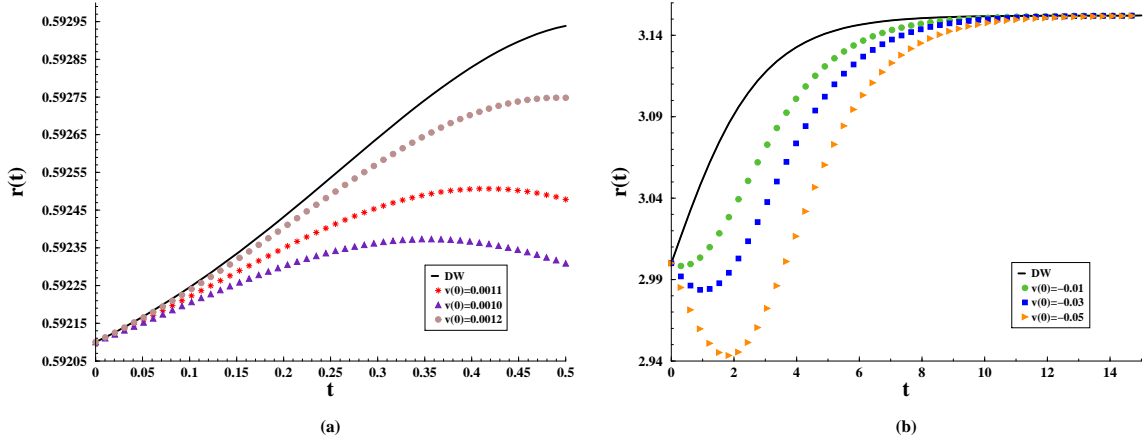 0.59295
0.59285
0.59275
0.59265
0.59255
0.59245
0.59235
0.59225
0.59215
0.59205
r(t)
0 0.05 0.1 0.15 0.2 0.25 0.3 0.35 0.4 0.45 0.5
t
DW
v(0)=0.0011
v(0)=0.0010
v(0)=0.0012
(a)
3.14
3.09
3.04
2.99
2.94
r(t)
0 2 4 6 8 10 12 14
t
DW
v(0)=−0.01
v(0)=−0.03
v(0)=−0.05
(b)